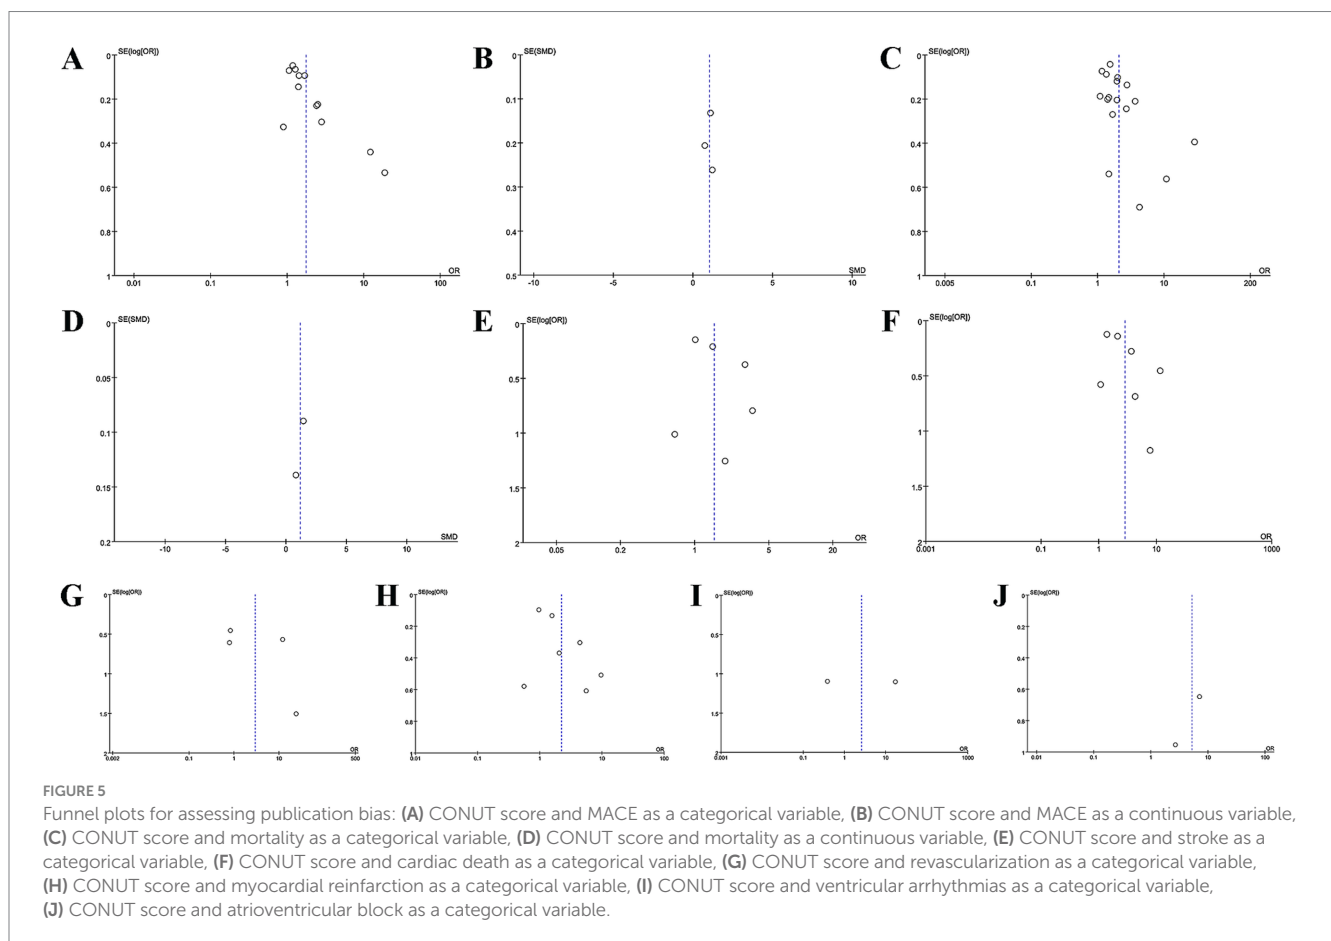 A
SE(log[OR])
0
0.2
0.4
0.6
0.8
1
0.01
0.1
1
10
100
OR
B
SE(SMD)
0
0.1
0.2
0.3
0.4
0.5
-10
-5
0
5
10
SMD
C
SE(log[OR])
0
0.2
0.4
0.6
0.8
1
0.005
0.1
1
10
200
OR
D
SE(SMD)
0
0.05
0.1
0.15
0.2
-10
-5
0
5
10
SMD
E
SE(log[OR])
0
0.5
1
1.5
2
0.05
0.2
1
5
20
OR
F
SE(log[OR])
0
0.5
1
1.5
2
0.001
0.1
1
10
1000
OR
G
SE(log[OR])
0
0.5
1
1.5
2
0.002
0.1
1
10
500
OR
H
SE(log[OR])
0
0.2
0.4
0.6
0.8
1
0.01
0.1
1
10
100
OR
I
SE(log[OR])
0
0.5
1
1.5
2
0.001
0.1
1
10
1000
OR
J
SE(log[OR])
0
0.2
0.4
0.6
0.8
1
0.01
0.1
1
10
100
OR
FIGURE 5
Funnel plots for assessing publication bias: (A) CONUT score and MACE as a categorical variable, (B) CONUT score and MACE as a continuous variable,
(C) CONUT score and mortality as a categorical variable, (D) CONUT score and mortality as a continuous variable, (E) CONUT score and stroke as a
categorical variable, (F) CONUT score and cardiac death as a categorical variable, (G) CONUT score and revascularization as a categorical variable,
(H) CONUT score and myocardial reinfarction as a categorical variable, (I) CONUT score and ventricular arrhythmias as a categorical variable,
(J) CONUT score and atrioventricular block as a categorical variable.